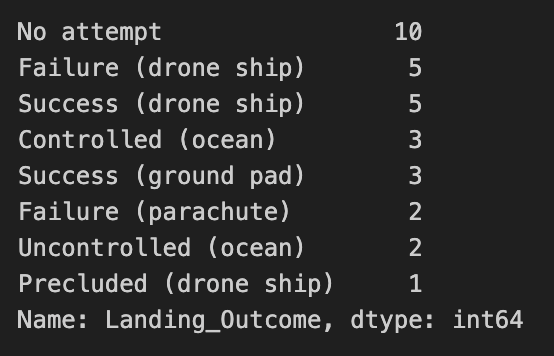 No attempt 10
Failure (drone ship) 5
Success (drone ship) 5
Controlled (ocean) 3
Success (ground pad) 3
Failure (parachute) 2
Uncontrolled (ocean) 2
Precluded (drone ship) 1
Name: Landing_Outcome, dtype: int64